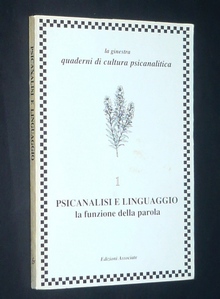 la ginestra
quaderni di cultura psicanalitica
1
PSICANALISI E LINGUAGGIO
la funzione della parola
Edizioni Associate
PSICANALISI E LINGUAGGIO